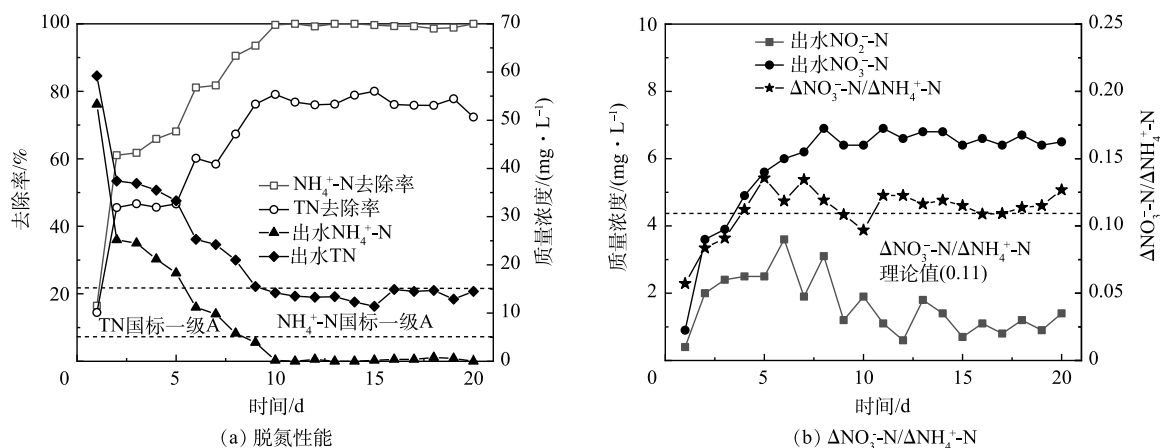 100
80
60
40
20
0
去除率/%
70
60
50
40
30
20
10
0
质量浓度/(mg·L⁻¹)
NH₄⁺-N去除率
TN去除率
出水NH₄⁺-N
出水TN
TN国标一级A
NH₄⁺-N国标一级A
0 5 10 15 20
时间/d
(a) 脱氮性能
10
8
6
4
2
0
质量浓度/(mg·L⁻¹)
0.25
0.20
0.15
0.10
0.05
0
ΔNO₃⁻-N/ΔNH₄⁺-N
出水NO₂⁻-N
出水NO₃⁻-N
ΔNO₃⁻-N/ΔNH₄⁺-N
ΔNO₃⁻-N/ΔNH₄⁺-N
理论值(0.11)
0 5 10 15 20
时间/d
(b) ΔNO₃⁻-N/ΔNH₄⁺-N